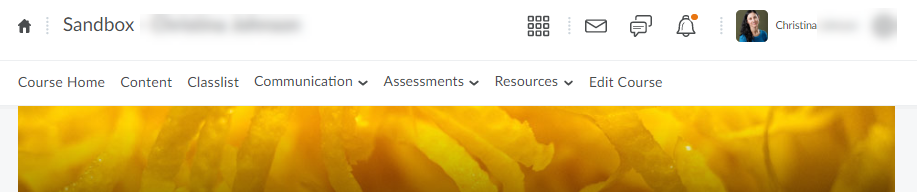 Sandbox
Christina
Course Home Content Classlist Communication Assessments Resources Edit Course